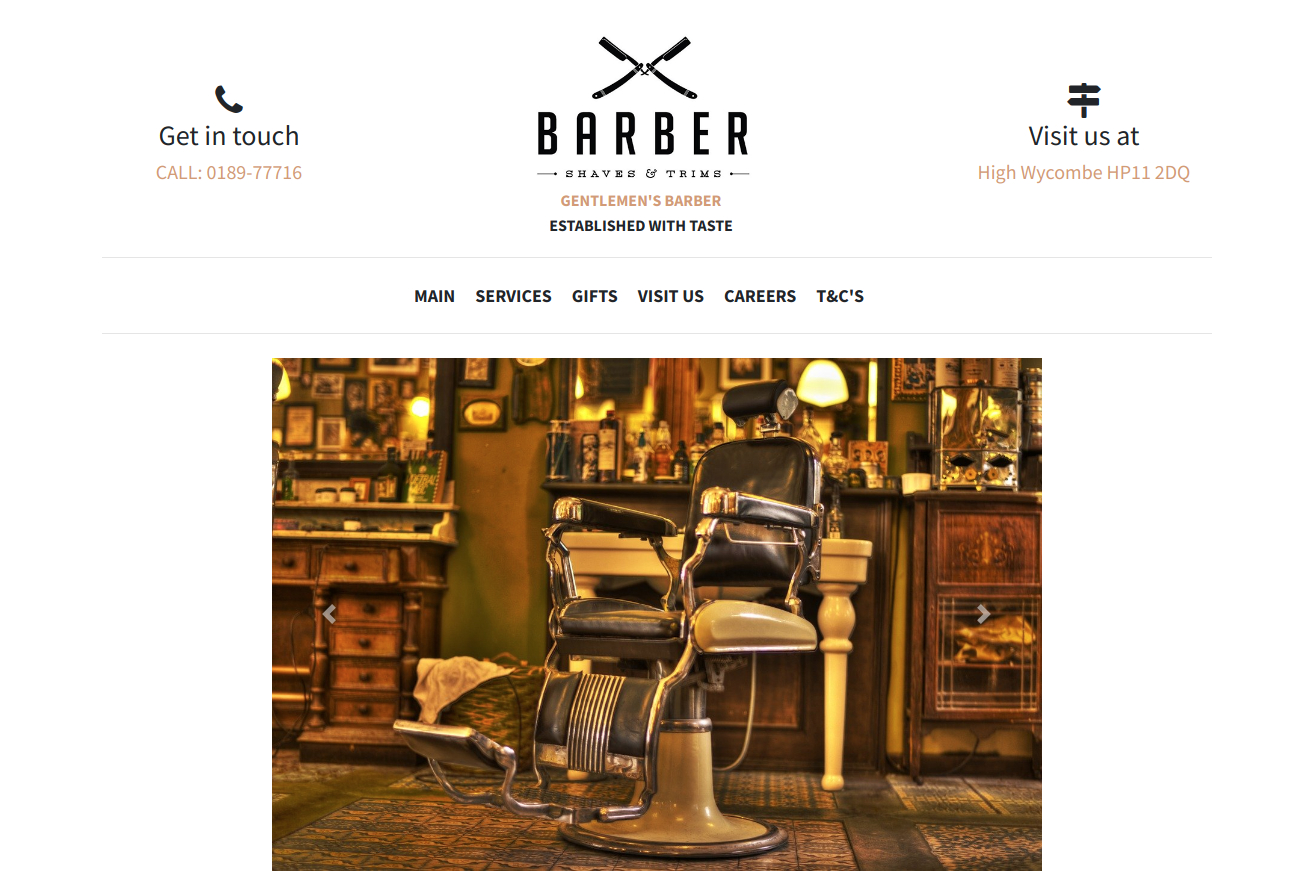 Get in touch
CALL: 0189-77716
BARBER
SHAVES & TRIMS
GENTLEMEN'S BARBER
ESTABLISHED WITH TASTE
Visit us at
High Wycombe HP11 2DQ
MAIN SERVICES GIFTS VISIT US CAREERS T&C'S